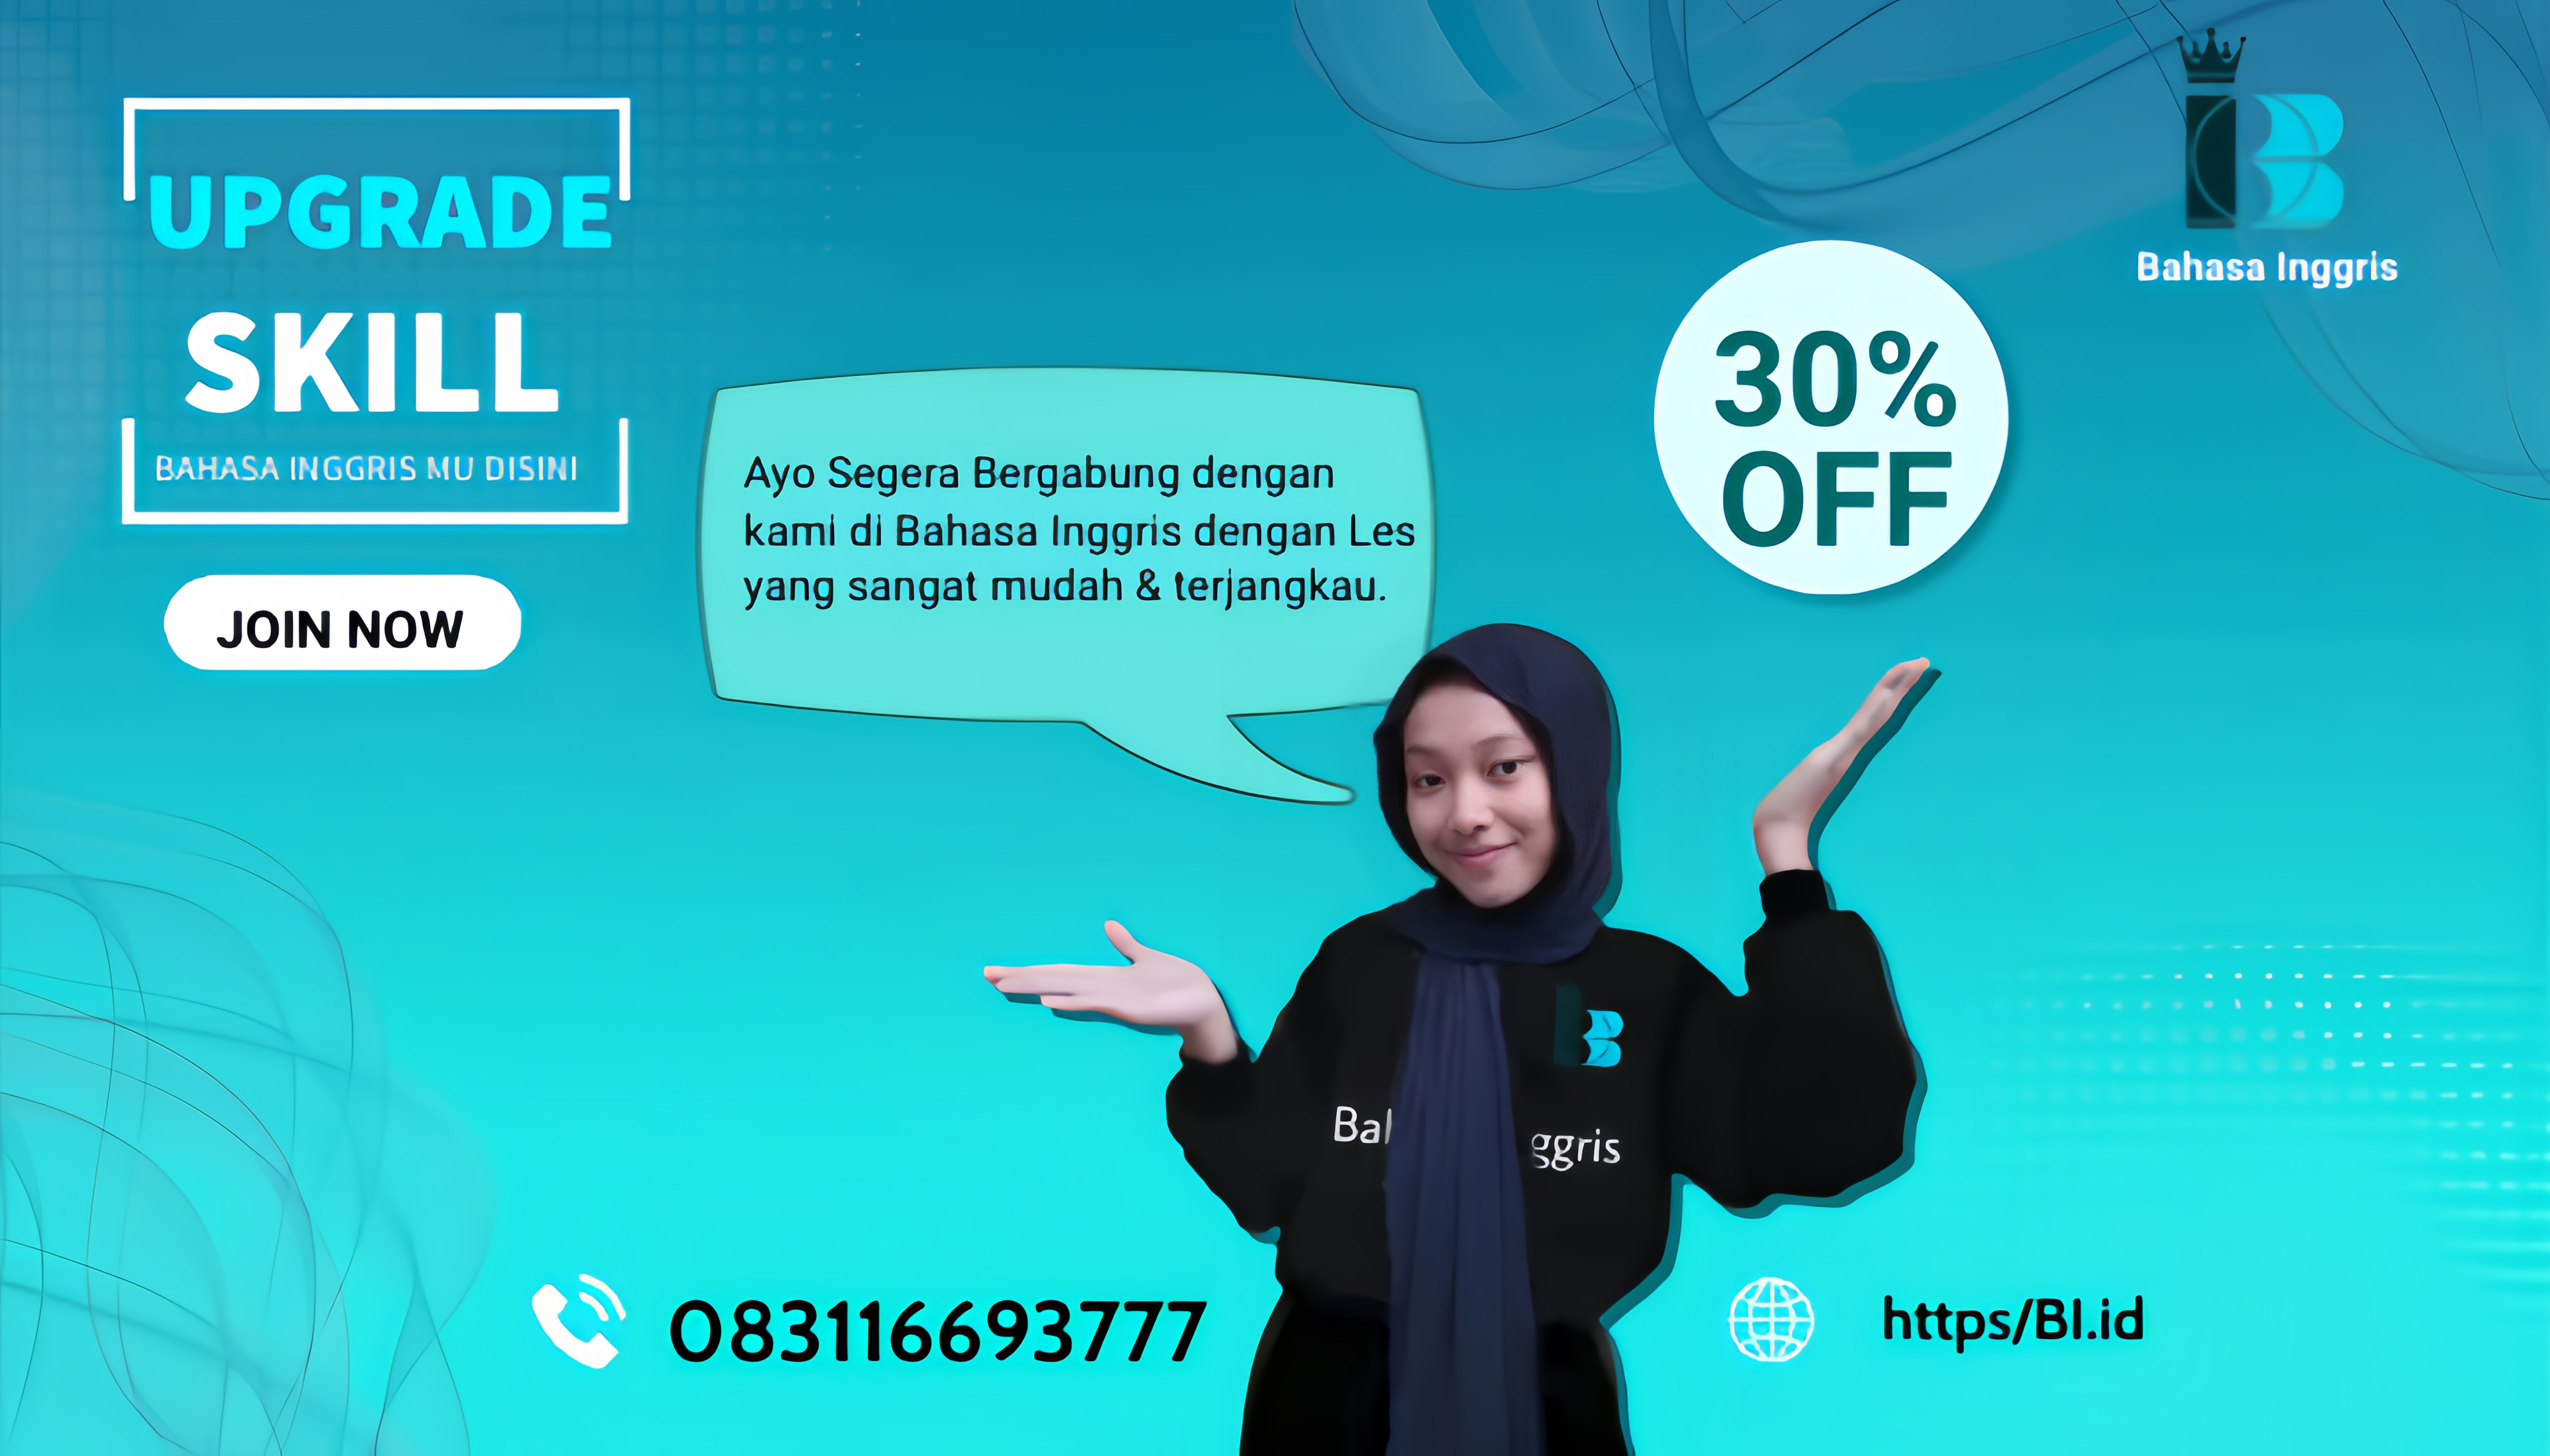 UPGRADE
SKILL
BAHASA INGGRIS MU DISINI
JOIN NOW
Ayo Segera Bergabung dengan
kami di Bahasa Inggris dengan Les
yang sangat mudah & terjangkau.
30%
OFF
B
Bahasa Inggris
B
Bah
ggris
083116693777
https/BI.id